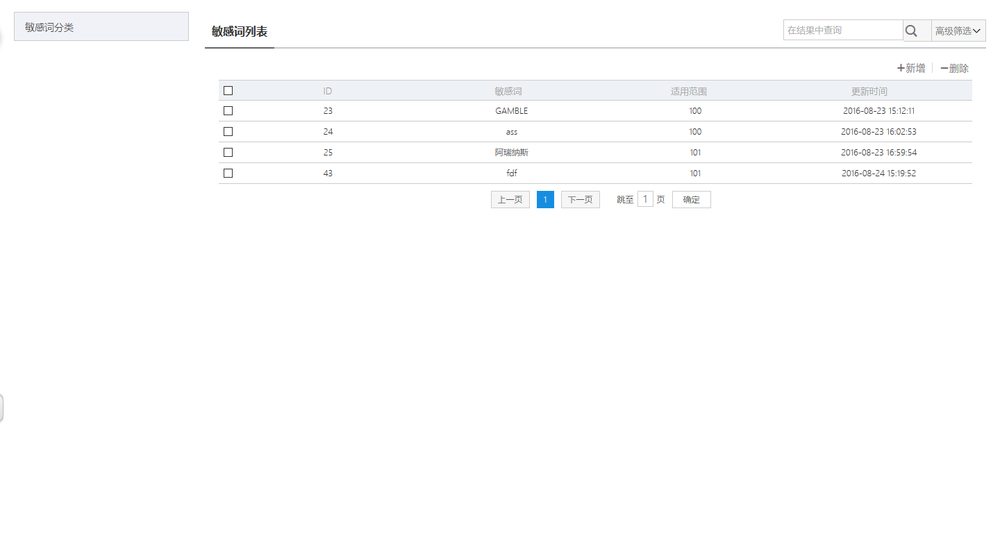 敏感词分类
敏感词列表
在结果中查询
高级筛选
新增
删除
ID 敏感词 适用范围 更新时间
23 GAMBLE 100 2016-08-23 15:12:11
24 ass 100 2016-08-23 16:02:53
25 阿瑞纳斯 101 2016-08-23 16:59:54
43 fdf 101 2016-08-24 15:19:52
上一页 1 下一页 跳至 1 页 确定